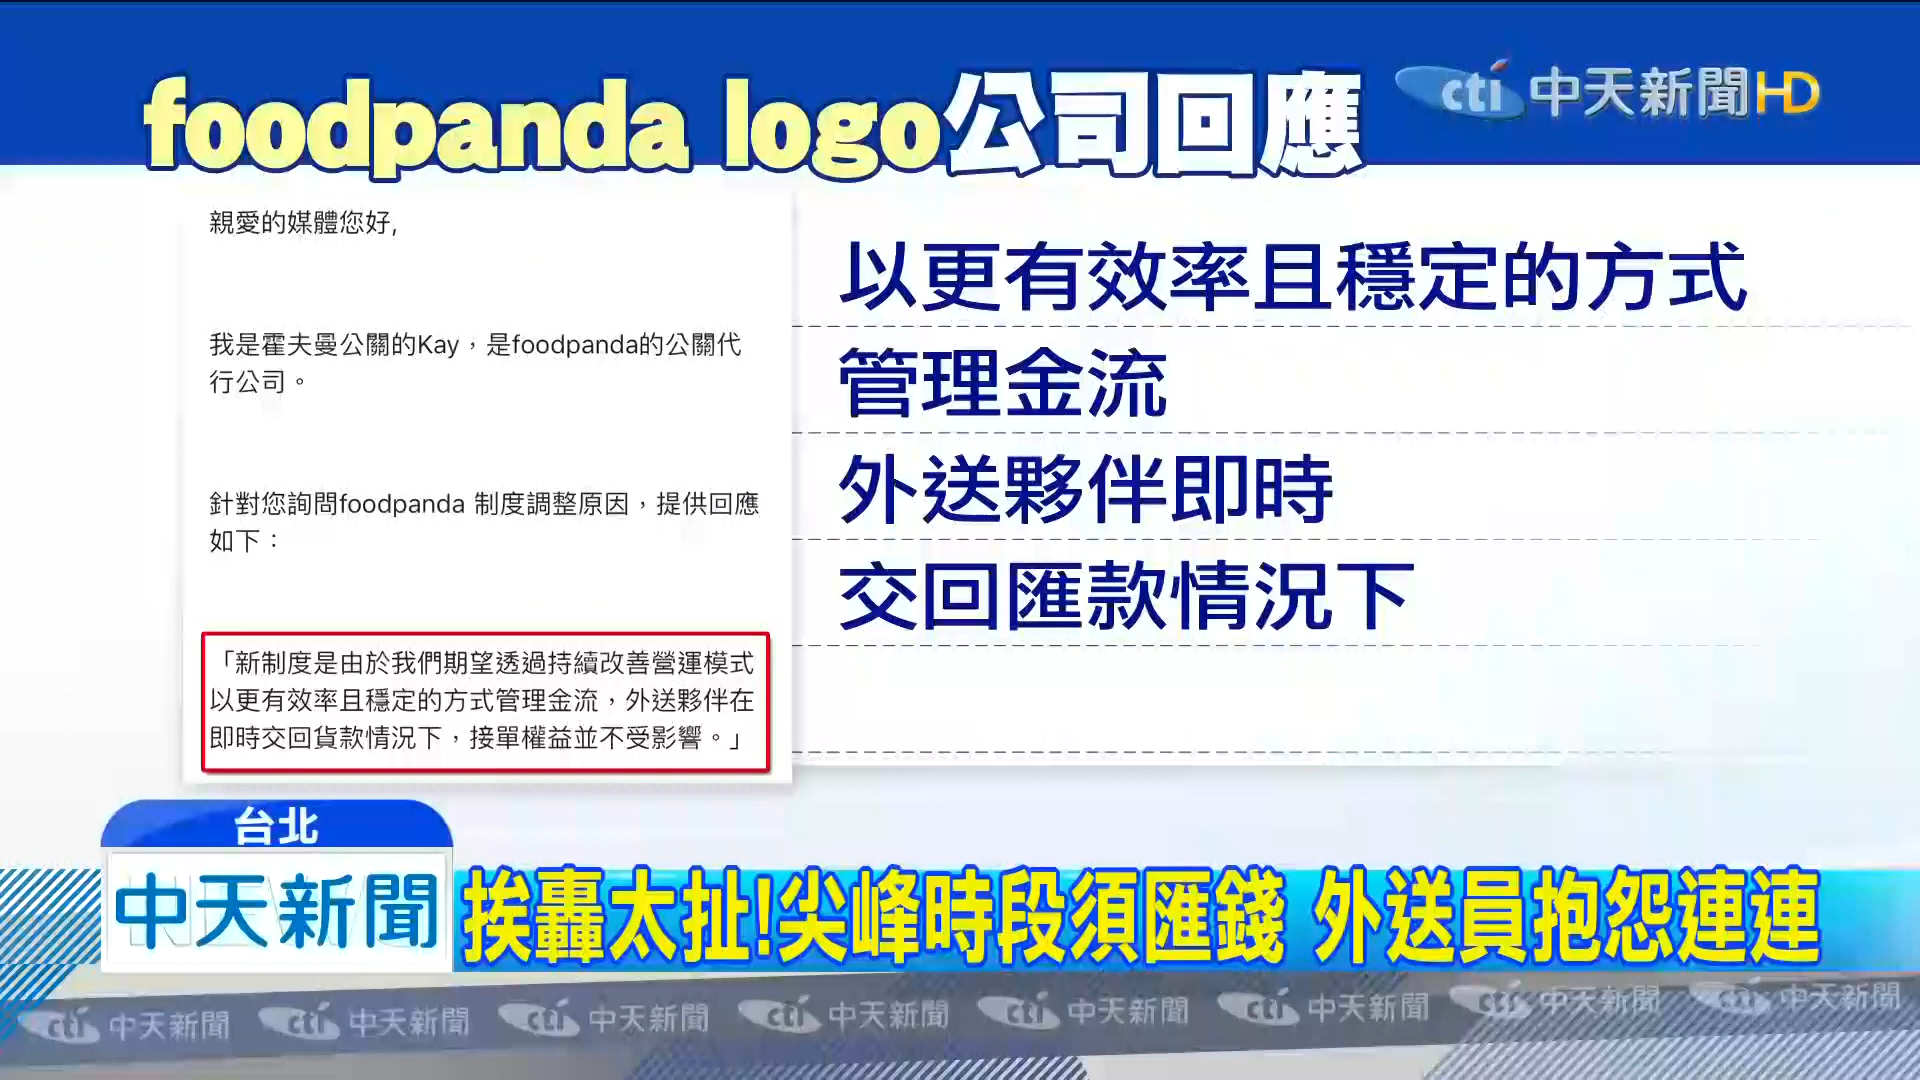 foodpanda logo公司回應
cti 中天新聞HD
親愛的媒體您好,
我是霍夫曼公關的Kay，是foodpanda的公關代
行公司。
針對您詢問foodpanda 制度調整原因，提供回應
如下：
「新制度是由於我們期望透過持續改善營運模式
以更有效率且穩定的方式管理金流，外送夥伴在
即時交回貨款情況下，接單權益並不受影響。」
以更有效率且穩定的方式
管理金流
外送夥伴即時
交回匯款情況下
台北
中天新聞
挨轟太扯!尖峰時段須匯錢 外送員抱怨連連
cti 中天新聞 cti 中天新聞 cti 中天新聞 cti 中天新聞 cti 中天新聞 cti 中天新聞 cti 中天新聞 cti 中天新聞